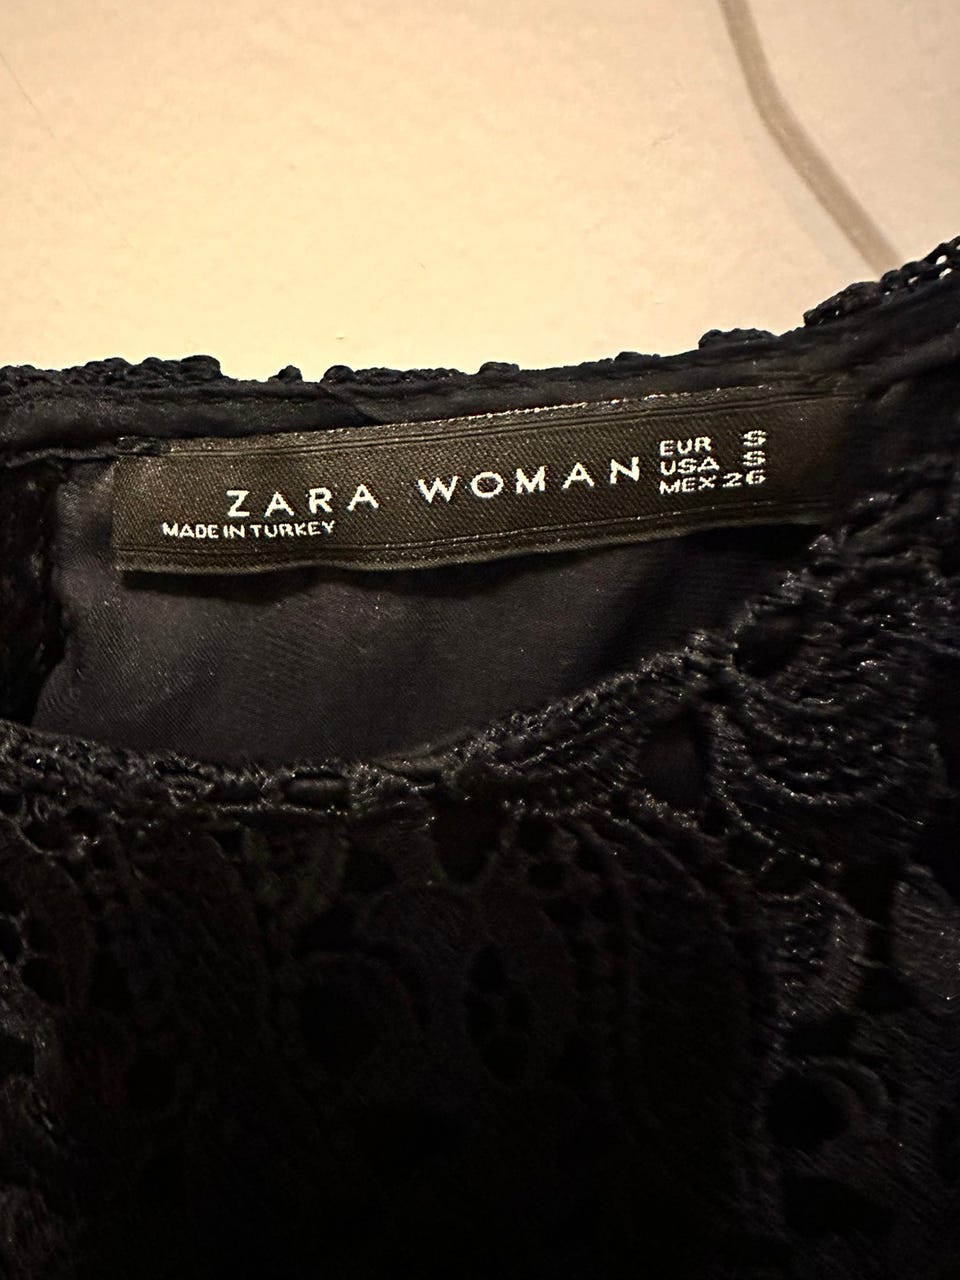 ZARA WOMAN
MADE IN TURKEY
EUR S
USA S
MEX 26